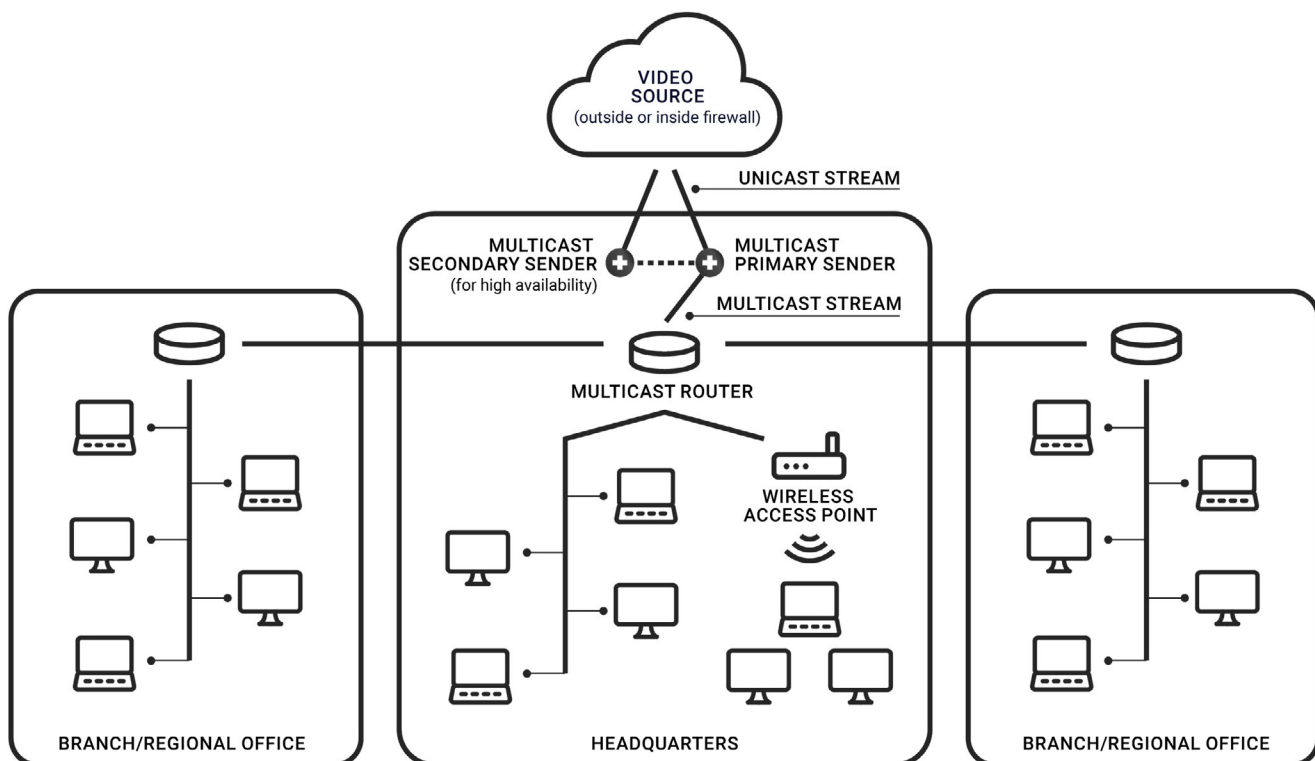 VIDEO
SOURCE
(outside or inside firewall)
UNICAST STREAM
MULTICAST
SECONDARY SENDER
(for high availability)
MULTICAST
PRIMARY SENDER
MULTICAST STREAM
MULTICAST ROUTER
WIRELESS
ACCESS POINT
BRANCH/REGIONAL OFFICE
HEADQUARTERS
BRANCH/REGIONAL OFFICE